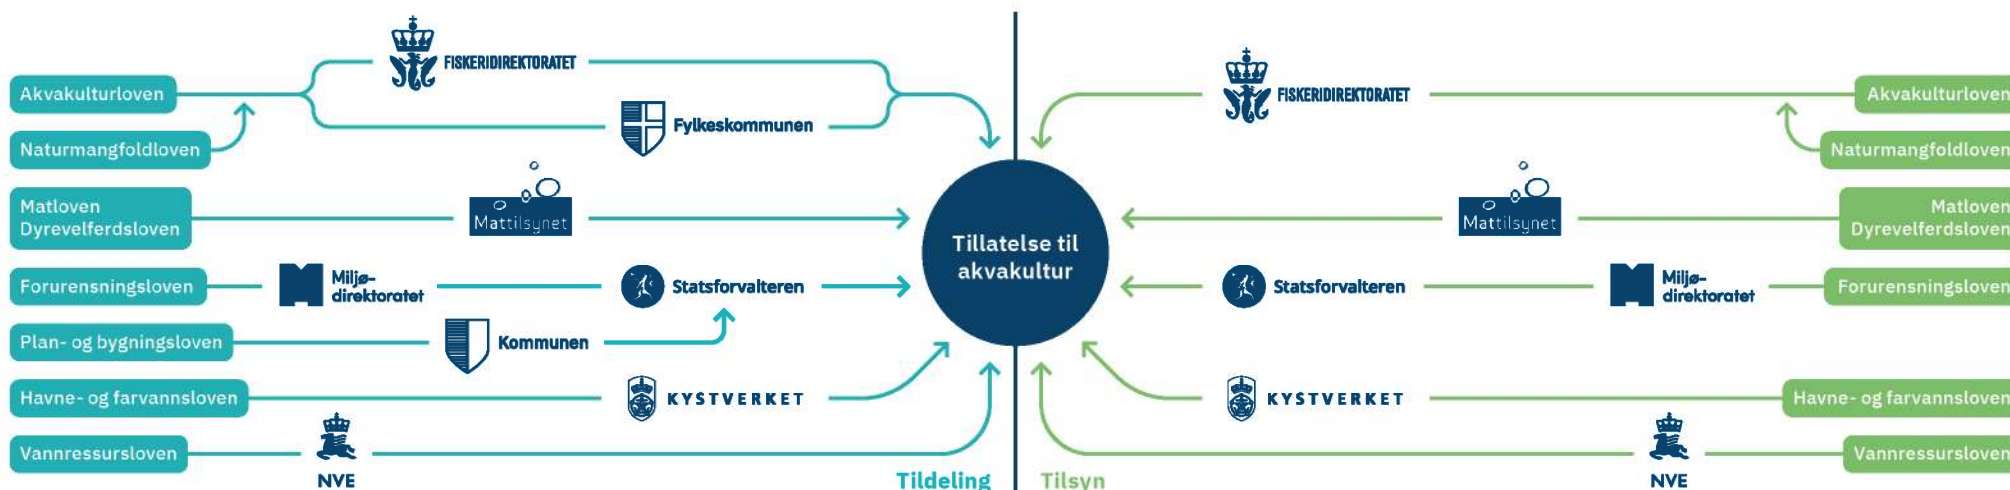 Akvakulturloven
Naturmangfoldloven
Matloven
Dyrevelferdsloven
Forurensningsloven
Plan- og bygningsloven
Havne- og farvannsloven
Vannressursloven
FISKERIDIREKTORATET
Fylkeskommunen
Mattilsynet
Miljø-
direktoratet
Statsforvalteren
Kommunen
KYSTVERKET
NVE
Tildeling
Tillatelse til
akvakultur
Tilsyn
FISKERIDIREKTORATET
Mattilsynet
Statsforvalteren
Miljø-
direktoratet
KYSTVERKET
NVE
Akvakulturloven
Naturmangfoldloven
Matloven
Dyrevelferdsloven
Forurensningsloven
Havne- og farvannsloven
Vannressursloven